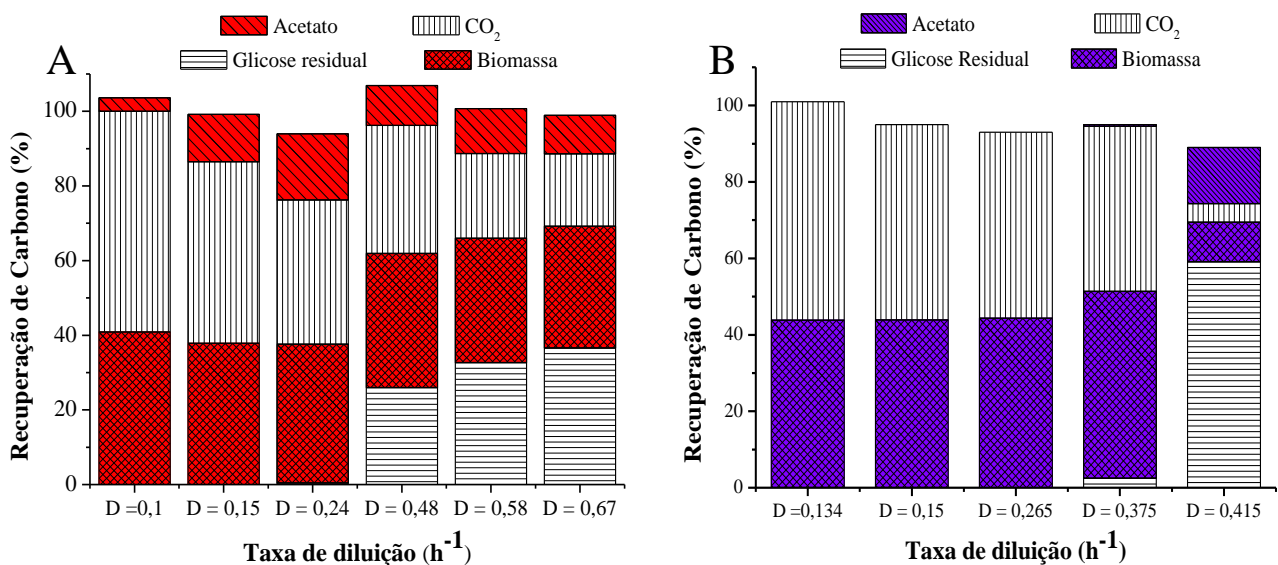 A
Acetato
CO2
Glicose residual
Biomassa
Recuperação de Carbono (%)
100
80
60
40
20
0
D =0,1
D = 0,15
D = 0,24
D = 0,48
D = 0,58
D = 0,67
Taxa de diluição (h-1)
B
Acetato
CO2
Glicose Residual
Biomassa
Recuperação de Carbono (%)
100
80
60
40
20
0
D =0,134
D = 0,15
D = 0,265
D = 0,375
D = 0,415
Taxa de diluição (h-1)